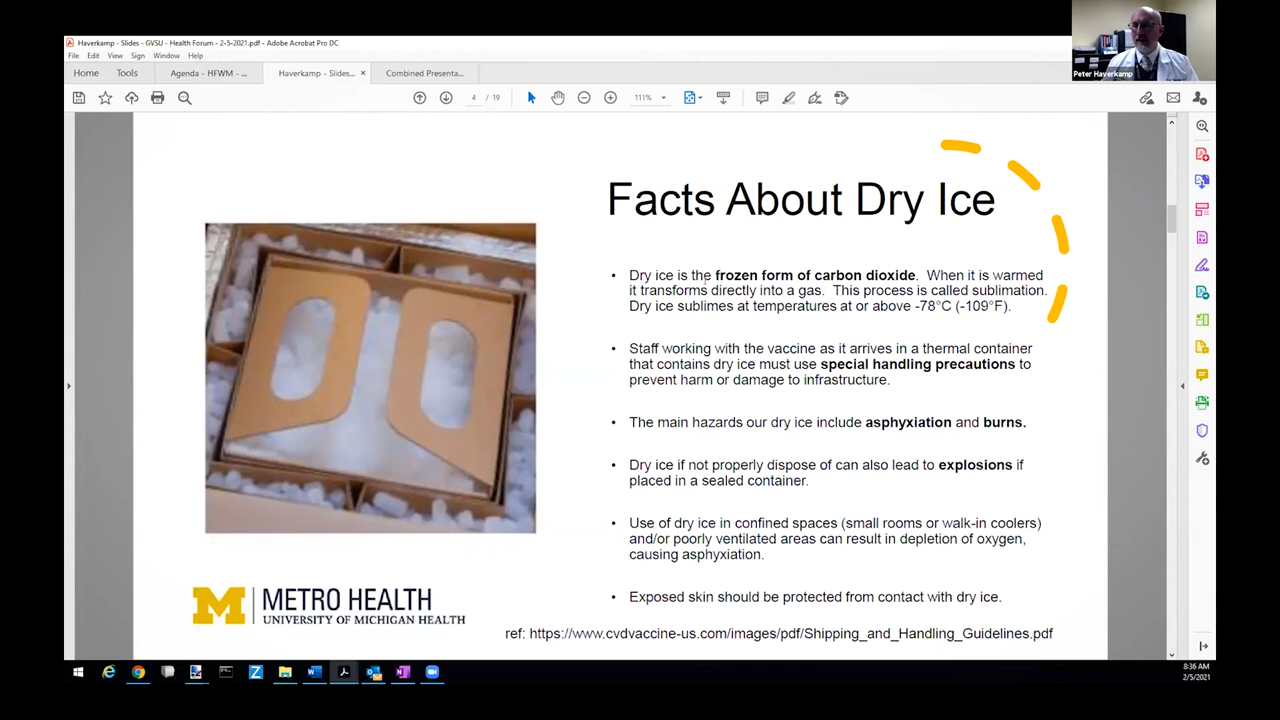 Haverkamp - Slides - GVSU - Health Forum - 2-5-2021.pdf - Adobe Acrobat Pro DC
File Edit View Sign Window Help
Home Tools Agenda - HFWM - ... Haverkamp - Slides... × Combined Presenta...
4 / 19 111%
Peter Haverkamp
Facts About Dry Ice
• Dry ice is the frozen form of carbon dioxide. When it is warmed
it transforms directly into a gas. This process is called sublimation.
Dry ice sublimes at temperatures at or above -78°C (-109°F).
• Staff working with the vaccine as it arrives in a thermal container
that contains dry ice must use special handling precautions to
prevent harm or damage to infrastructure.
• The main hazards our dry ice include asphyxiation and burns.
• Dry ice if not properly dispose of can also lead to explosions if
placed in a sealed container.
• Use of dry ice in confined spaces (small rooms or walk-in coolers)
and/or poorly ventilated areas can result in depletion of oxygen,
causing asphyxiation.
• Exposed skin should be protected from contact with dry ice.
M METRO HEALTH
UNIVERSITY OF MICHIGAN HEALTH
ref: https://www.cvdvaccine-us.com/images/pdf/Shipping_and_Handling_Guidelines.pdf
8:36 AM
2/5/2021